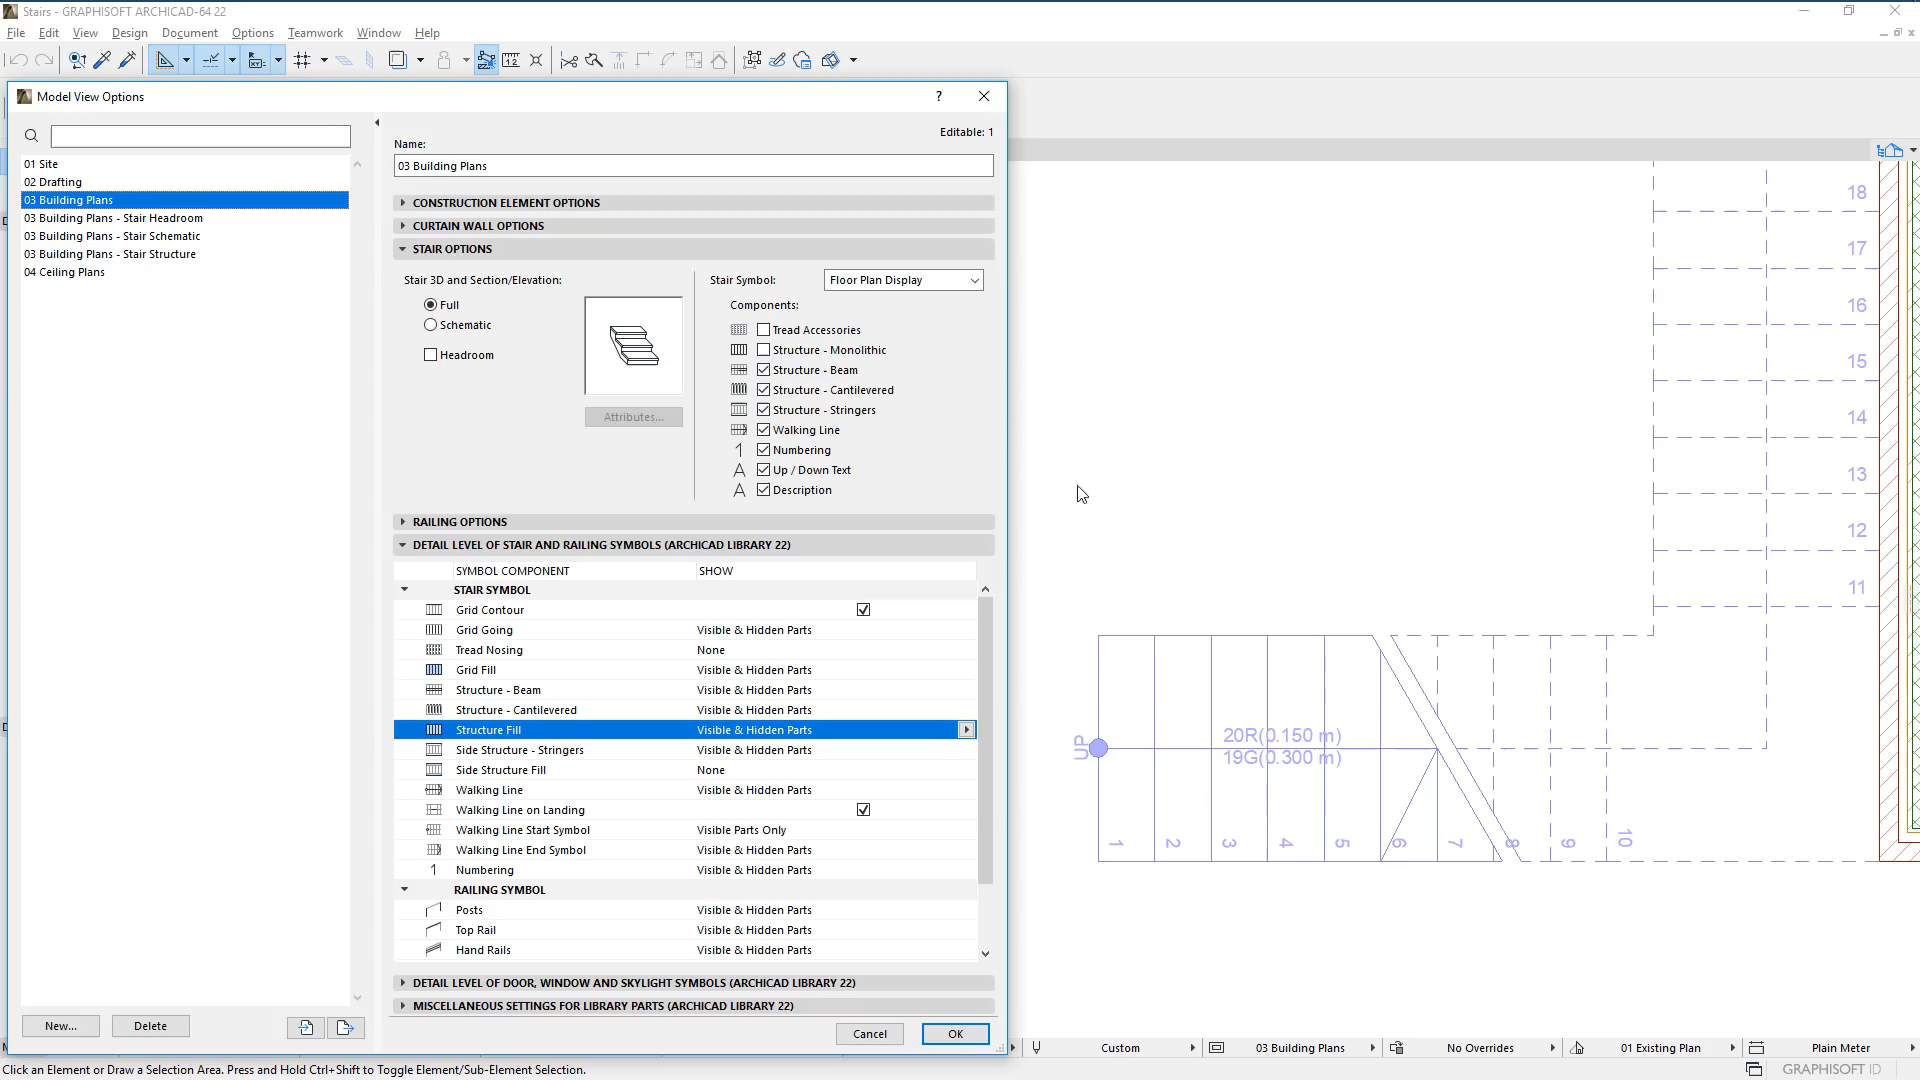 Stairs - GRAPHISOFT ARCHICAD-64 22
File Edit View Design Document Options Teamwork Window Help
Model View Options
?
01 Site
02 Drafting
03 Building Plans
03 Building Plans - Stair Headroom
03 Building Plans - Stair Schematic
03 Building Plans - Stair Structure
04 Ceiling Plans
New...
Delete
Editable: 1
Name:
03 Building Plans
CONSTRUCTION ELEMENT OPTIONS
CURTAIN WALL OPTIONS
STAIR OPTIONS
Stair 3D and Section/Elevation:
Full
Schematic
Headroom
Attributes...
Stair Symbol:
Floor Plan Display
Components:
Tread Accessories
Structure - Monolithic
Structure - Beam
Structure - Cantilevered
Structure - Stringers
Walking Line
1 Numbering
A Up / Down Text
A Description
RAILING OPTIONS
DETAIL LEVEL OF STAIR AND RAILING SYMBOLS (ARCHICAD LIBRARY 22)
SYMBOL COMPONENT SHOW
STAIR SYMBOL
Grid Contour
Grid Going Visible & Hidden Parts
Tread Nosing None
Grid Fill Visible & Hidden Parts
Structure - Beam Visible & Hidden Parts
Structure - Cantilevered Visible & Hidden Parts
Structure Fill Visible & Hidden Parts
Side Structure - Stringers Visible & Hidden Parts
Side Structure Fill None
Walking Line Visible & Hidden Parts
Walking Line on Landing
Walking Line Start Symbol Visible Parts Only
Walking Line End Symbol Visible & Hidden Parts
1 Numbering Visible & Hidden Parts
RAILING SYMBOL
Posts Visible & Hidden Parts
Top Rail Visible & Hidden Parts
Hand Rails Visible & Hidden Parts
DETAIL LEVEL OF DOOR, WINDOW AND SKYLIGHT SYMBOLS (ARCHICAD LIBRARY 22)
MISCELLANEOUS SETTINGS FOR LIBRARY PARTS (ARCHICAD LIBRARY 22)
Cancel
OK
18
17
16
15
14
13
12
11
UP
20R(0.150 m)
19G(0.300 m)
1 2 3 4 5 6 7 8 9 10
Custom
03 Building Plans
No Overrides
01 Existing Plan
Plain Meter
Click an Element or Draw a Selection Area. Press and Hold Ctrl+Shift to Toggle Element/Sub-Element Selection.
GRAPHISOFT ID